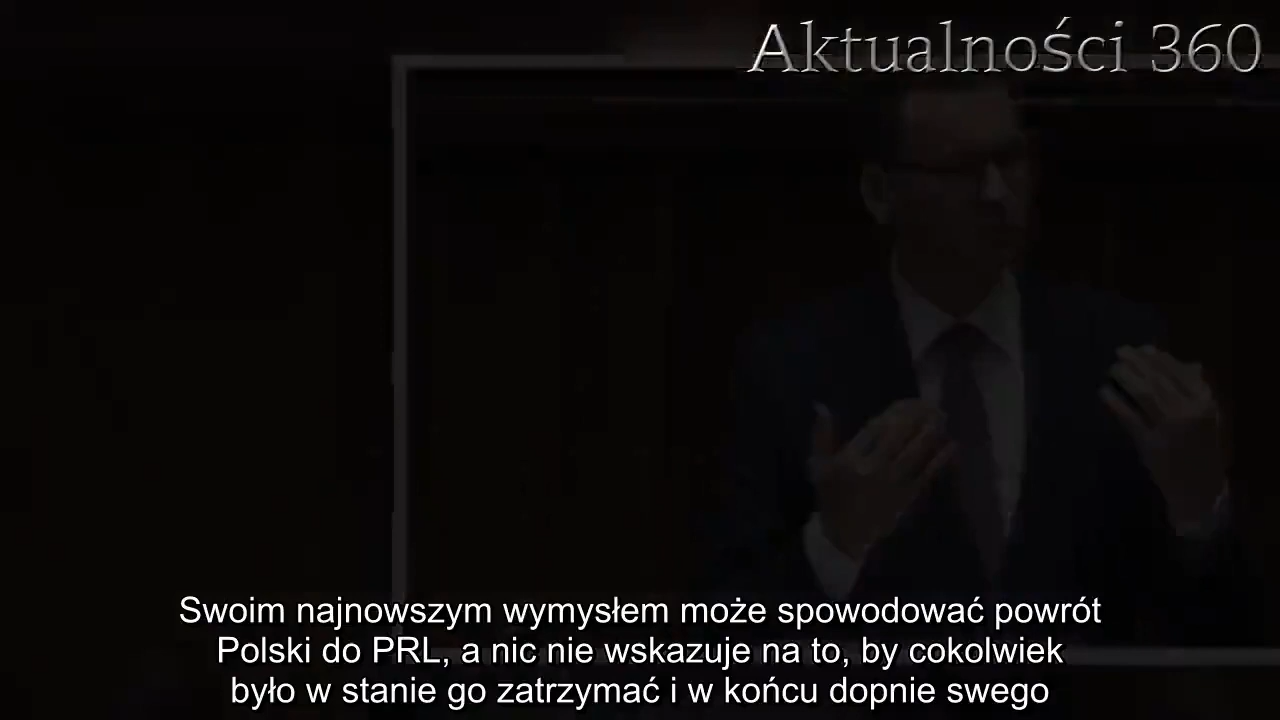 Aktualności 360
Swoim najnowszym wymysłem może spowodować powrót
Polski do PRL, a nic nie wskazuje na to, by cokolwiek
było w stanie go zatrzymać i w końcu dopnie swego